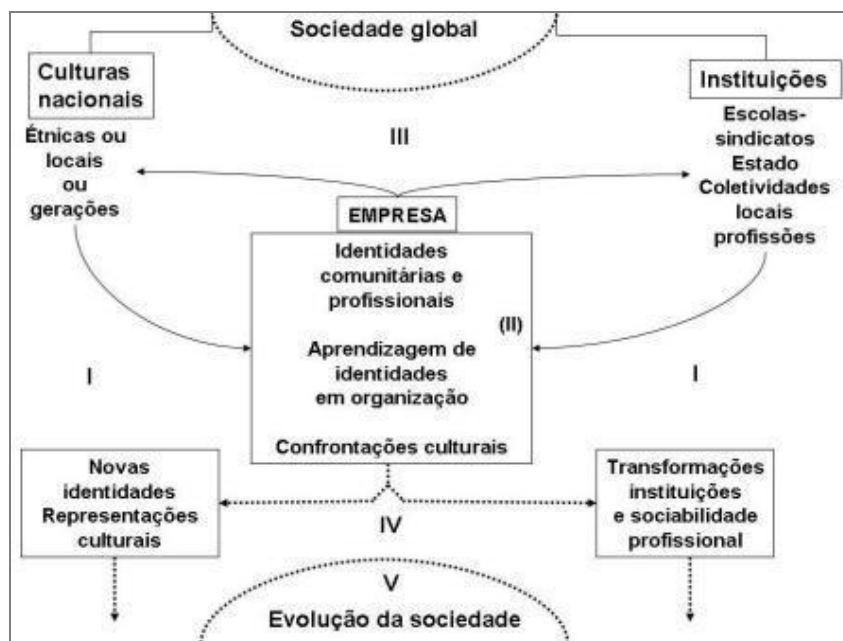 Sociedade global
Culturas
nacionais
Étnicas ou
locais
ou
gerações
III
Instituições
Escolas-
sindicatos
Estado
Coletividades
locais
profissões
EMPRESA
Identidades
comunitárias e
profissionais
(II)
Aprendizagem de
identidades
em organização
Confrontações culturais
I
I
Novas
identidades
Representações
culturais
IV
Transformações
instituições
e sociabilidade
profissional
V
Evolução da sociedade